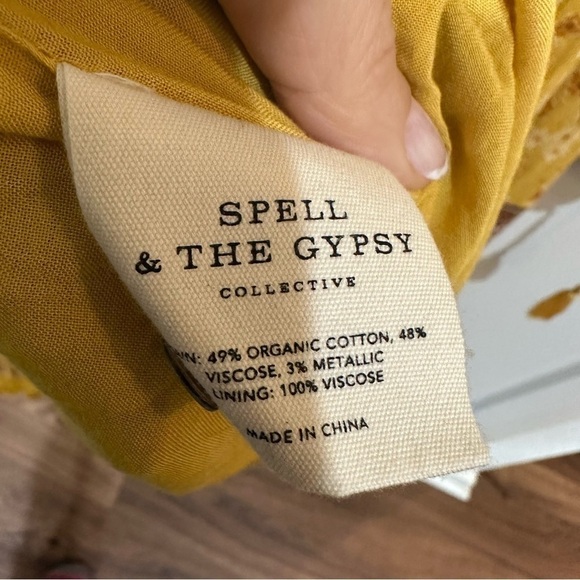 SPELL
& THE GYPSY
COLLECTIVE
49% ORGANIC COTTON, 48%
VISCOSE, 3% METALLIC
LINING: 100% VISCOSE
MADE IN CHINA